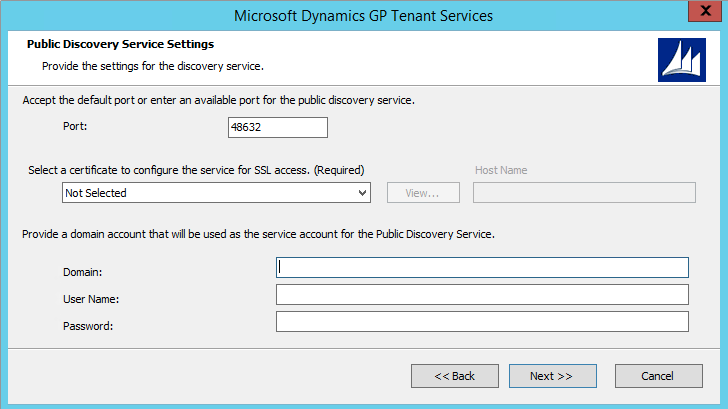 Microsoft Dynamics GP Tenant Services
x
Public Discovery Service Settings
Provide the settings for the discovery service.
Accept the default port or enter an available port for the public discovery service.
Port: 48632
Select a certificate to configure the service for SSL access. (Required) Host Name
Not Selected View...
Provide a domain account that will be used as the service account for the Public Discovery Service.
Domain:
User Name:
Password:
<< Back Next >> Cancel